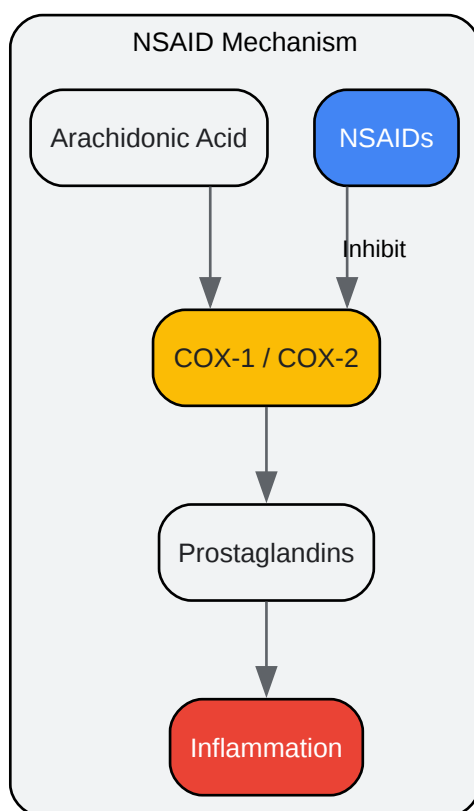 NSAID Mechanism
Arachidonic Acid
NSAIDs
Inhibit
COX-1 / COX-2
Prostaglandins
Inflammation